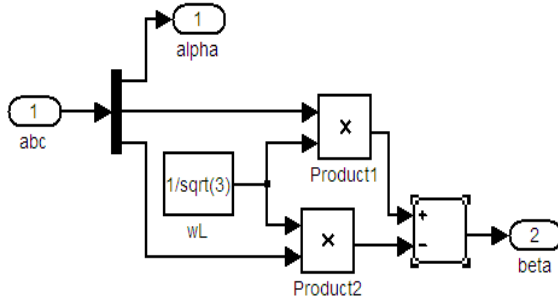 1
alpha
1
abc
×
Product1
1/sqrt(3)
wL
×
Product2
+
−
2
beta